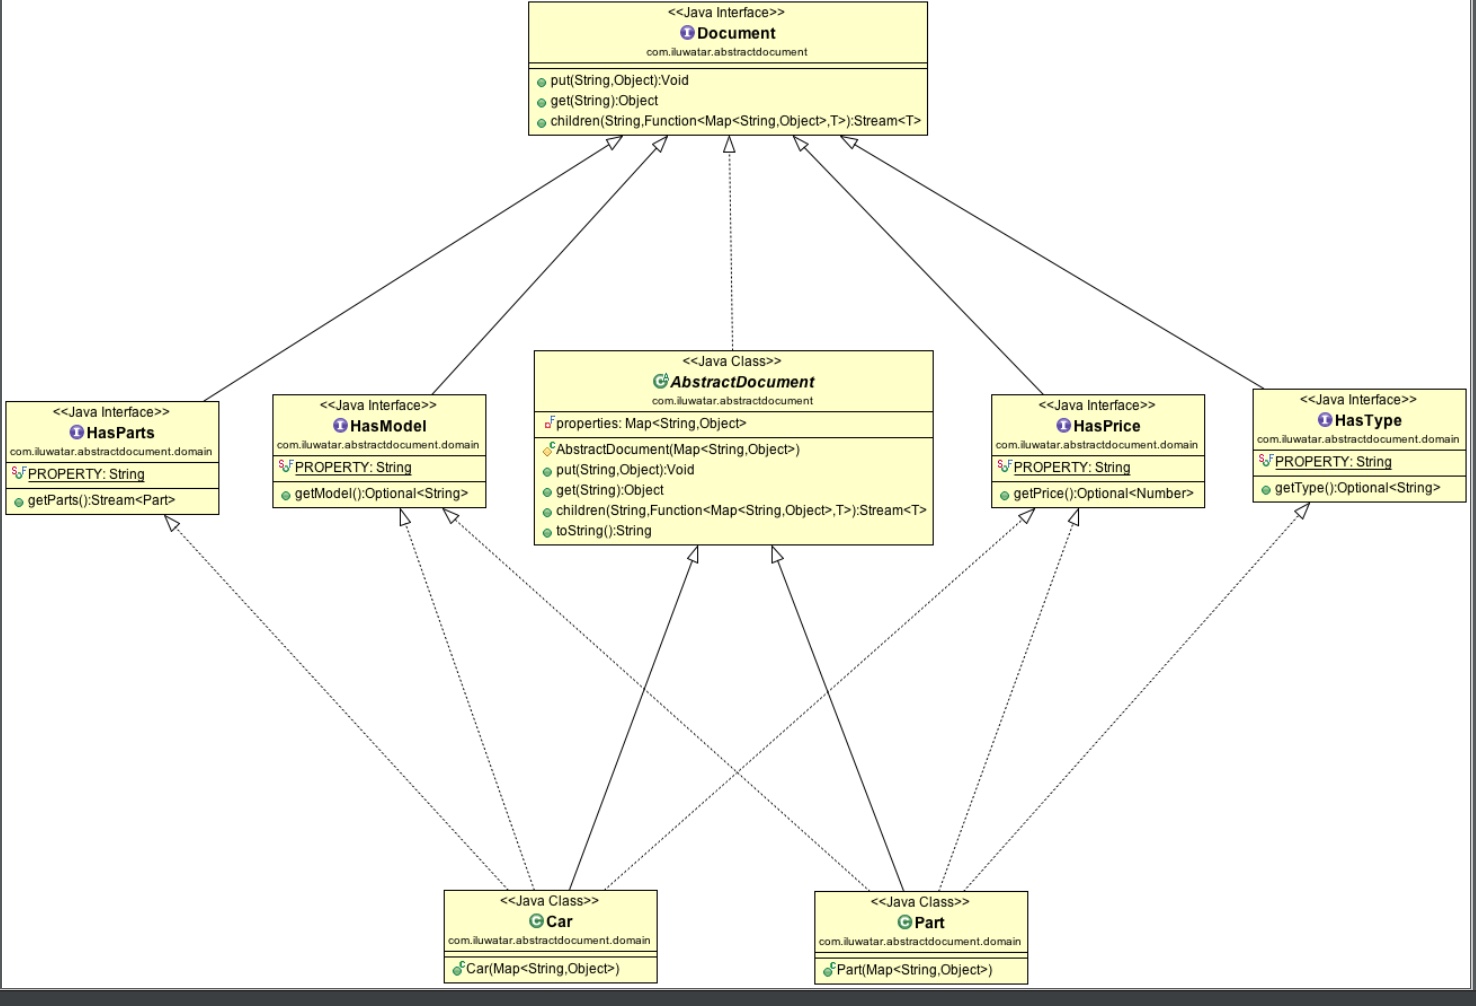 <<Java Interface>>
Document
com.iluwatar.abstractdocument
put(String,Object):Void
get(String):Object
children(String,Function<Map<String,Object>,T>):Stream<T>
<<Java Interface>>
HasParts
com.iluwatar.abstractdocument.domain
PROPERTY: String
getParts():Stream<Part>
<<Java Interface>>
HasModel
com.iluwatar.abstractdocument.domain
PROPERTY: String
getModel():Optional<String>
<<Java Class>>
AbstractDocument
com.iluwatar.abstractdocument
properties: Map<String,Object>
AbstractDocument(Map<String,Object>)
put(String,Object):Void
get(String):Object
children(String,Function<Map<String,Object>,T>):Stream<T>
toString():String
<<Java Interface>>
HasPrice
com.iluwatar.abstractdocument.domain
PROPERTY: String
getPrice():Optional<Number>
<<Java Interface>>
HasType
com.iluwatar.abstractdocument.domain
PROPERTY: String
getType():Optional<String>
<<Java Class>>
Car
com.iluwatar.abstractdocument.domain
Car(Map<String,Object>)
<<Java Class>>
Part
com.iluwatar.abstractdocument.domain
Part(Map<String,Object>)